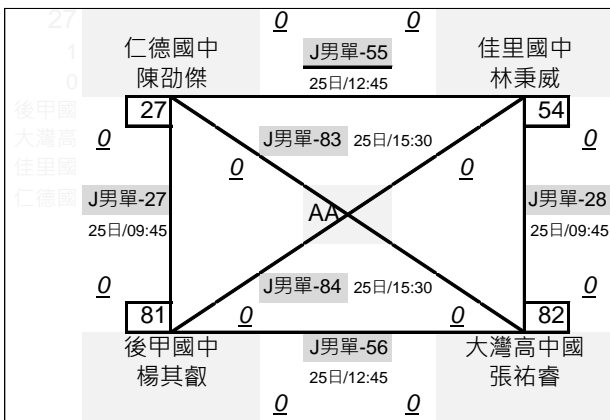 27
1
0
後甲國
大灣高
佳里國
仁德國
0 0
仁德國中
陳劭傑
J男單-55
25日/12:45
佳里國中
林秉威
27
54
0
J男單-83 25日/15:30
0
0
0
J男單-27
25日/09:45
AA
J男單-28
25日/09:45
0
J男單-84 25日/15:30
0
81
0
0
82
後甲國中
楊其叡
J男單-56
25日/12:45
大灣高中國
張祐睿
0 0